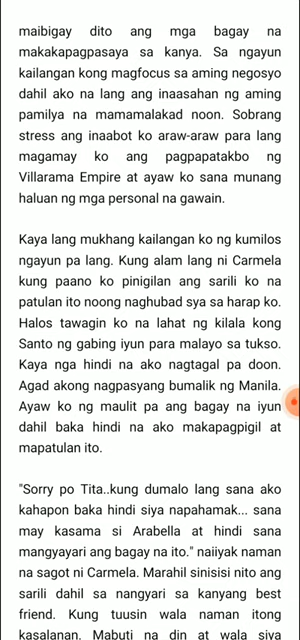 maibigay dito ang mga bagay na
makakapagpasaya sa kanya. Sa ngayun
kailangan kong magfocus sa aming negosyo
dahil ako na lang ang inaasahan ng aming
pamilya na mamamalakad noon. Sobrang
stress ang inaabot ko araw-araw para lang
magamay ko ang pagpapatakbo ng
Villarama Empire at ayaw ko sana munang
haluan ng mga personal na gawain.
Kaya lang mukhang kailangan ko ng kumilos
ngayun pa lang. Kung alam lang ni Carmela
kung paano ko pinigilan ang sarili ko na
patulan ito noong naghubad sya sa harap ko.
Halos tawagin ko na lahat ng kilala kong
Santo ng gabing iyun para malayo sa tukso.
Kaya nga hindi na ako nagtagal pa doon.
Agad akong nagpasyang bumalik ng Manila.
Ayaw ko ng maulit pa ang bagay na iyun
dahil baka hindi na ako makapagpigil at
mapatulan ito.
"Sorry po Tita..kung dumalo lang sana ako
kahapon baka hindi siya napahamak... sana
may kasama si Arabella at hindi sana
mangyayari ang bagay na ito." naiiyak naman
na sagot ni Carmela. Marahil sinisisi nito ang
sarili dahil sa nangyari sa kanyang best
friend. Kung tuusin wala naman itong
kasalanan. Mabuti na din at wala siya